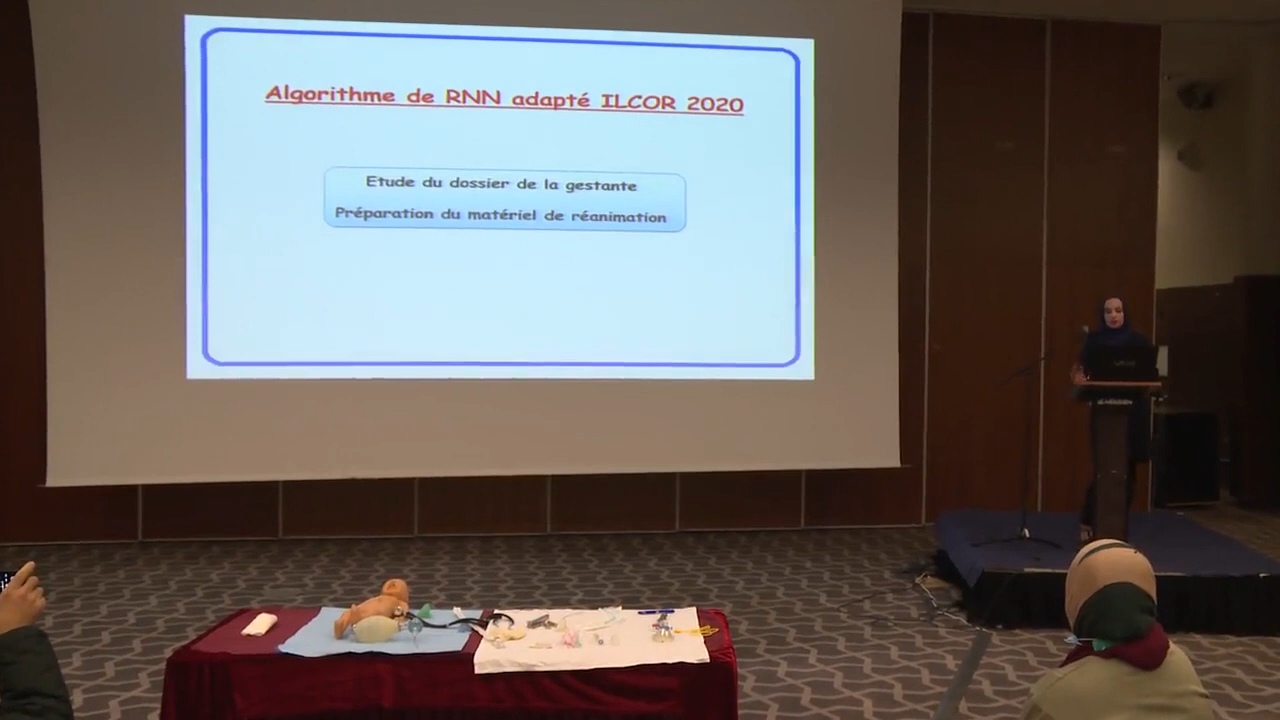 Algorithme de RNN adapté ILCOR 2020
Etude du dossier de la gestante
Préparation du matériel de réanimation